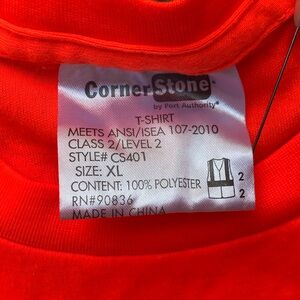 CornerStone®
by Port Authority®
T-SHIRT
MEETS ANSI/ISEA 107-2010
CLASS 2/LEVEL 2
STYLE# CS401
SIZE: XL
CONTENT: 100% POLYESTER
2
RN#90836
2
MADE IN CHINA